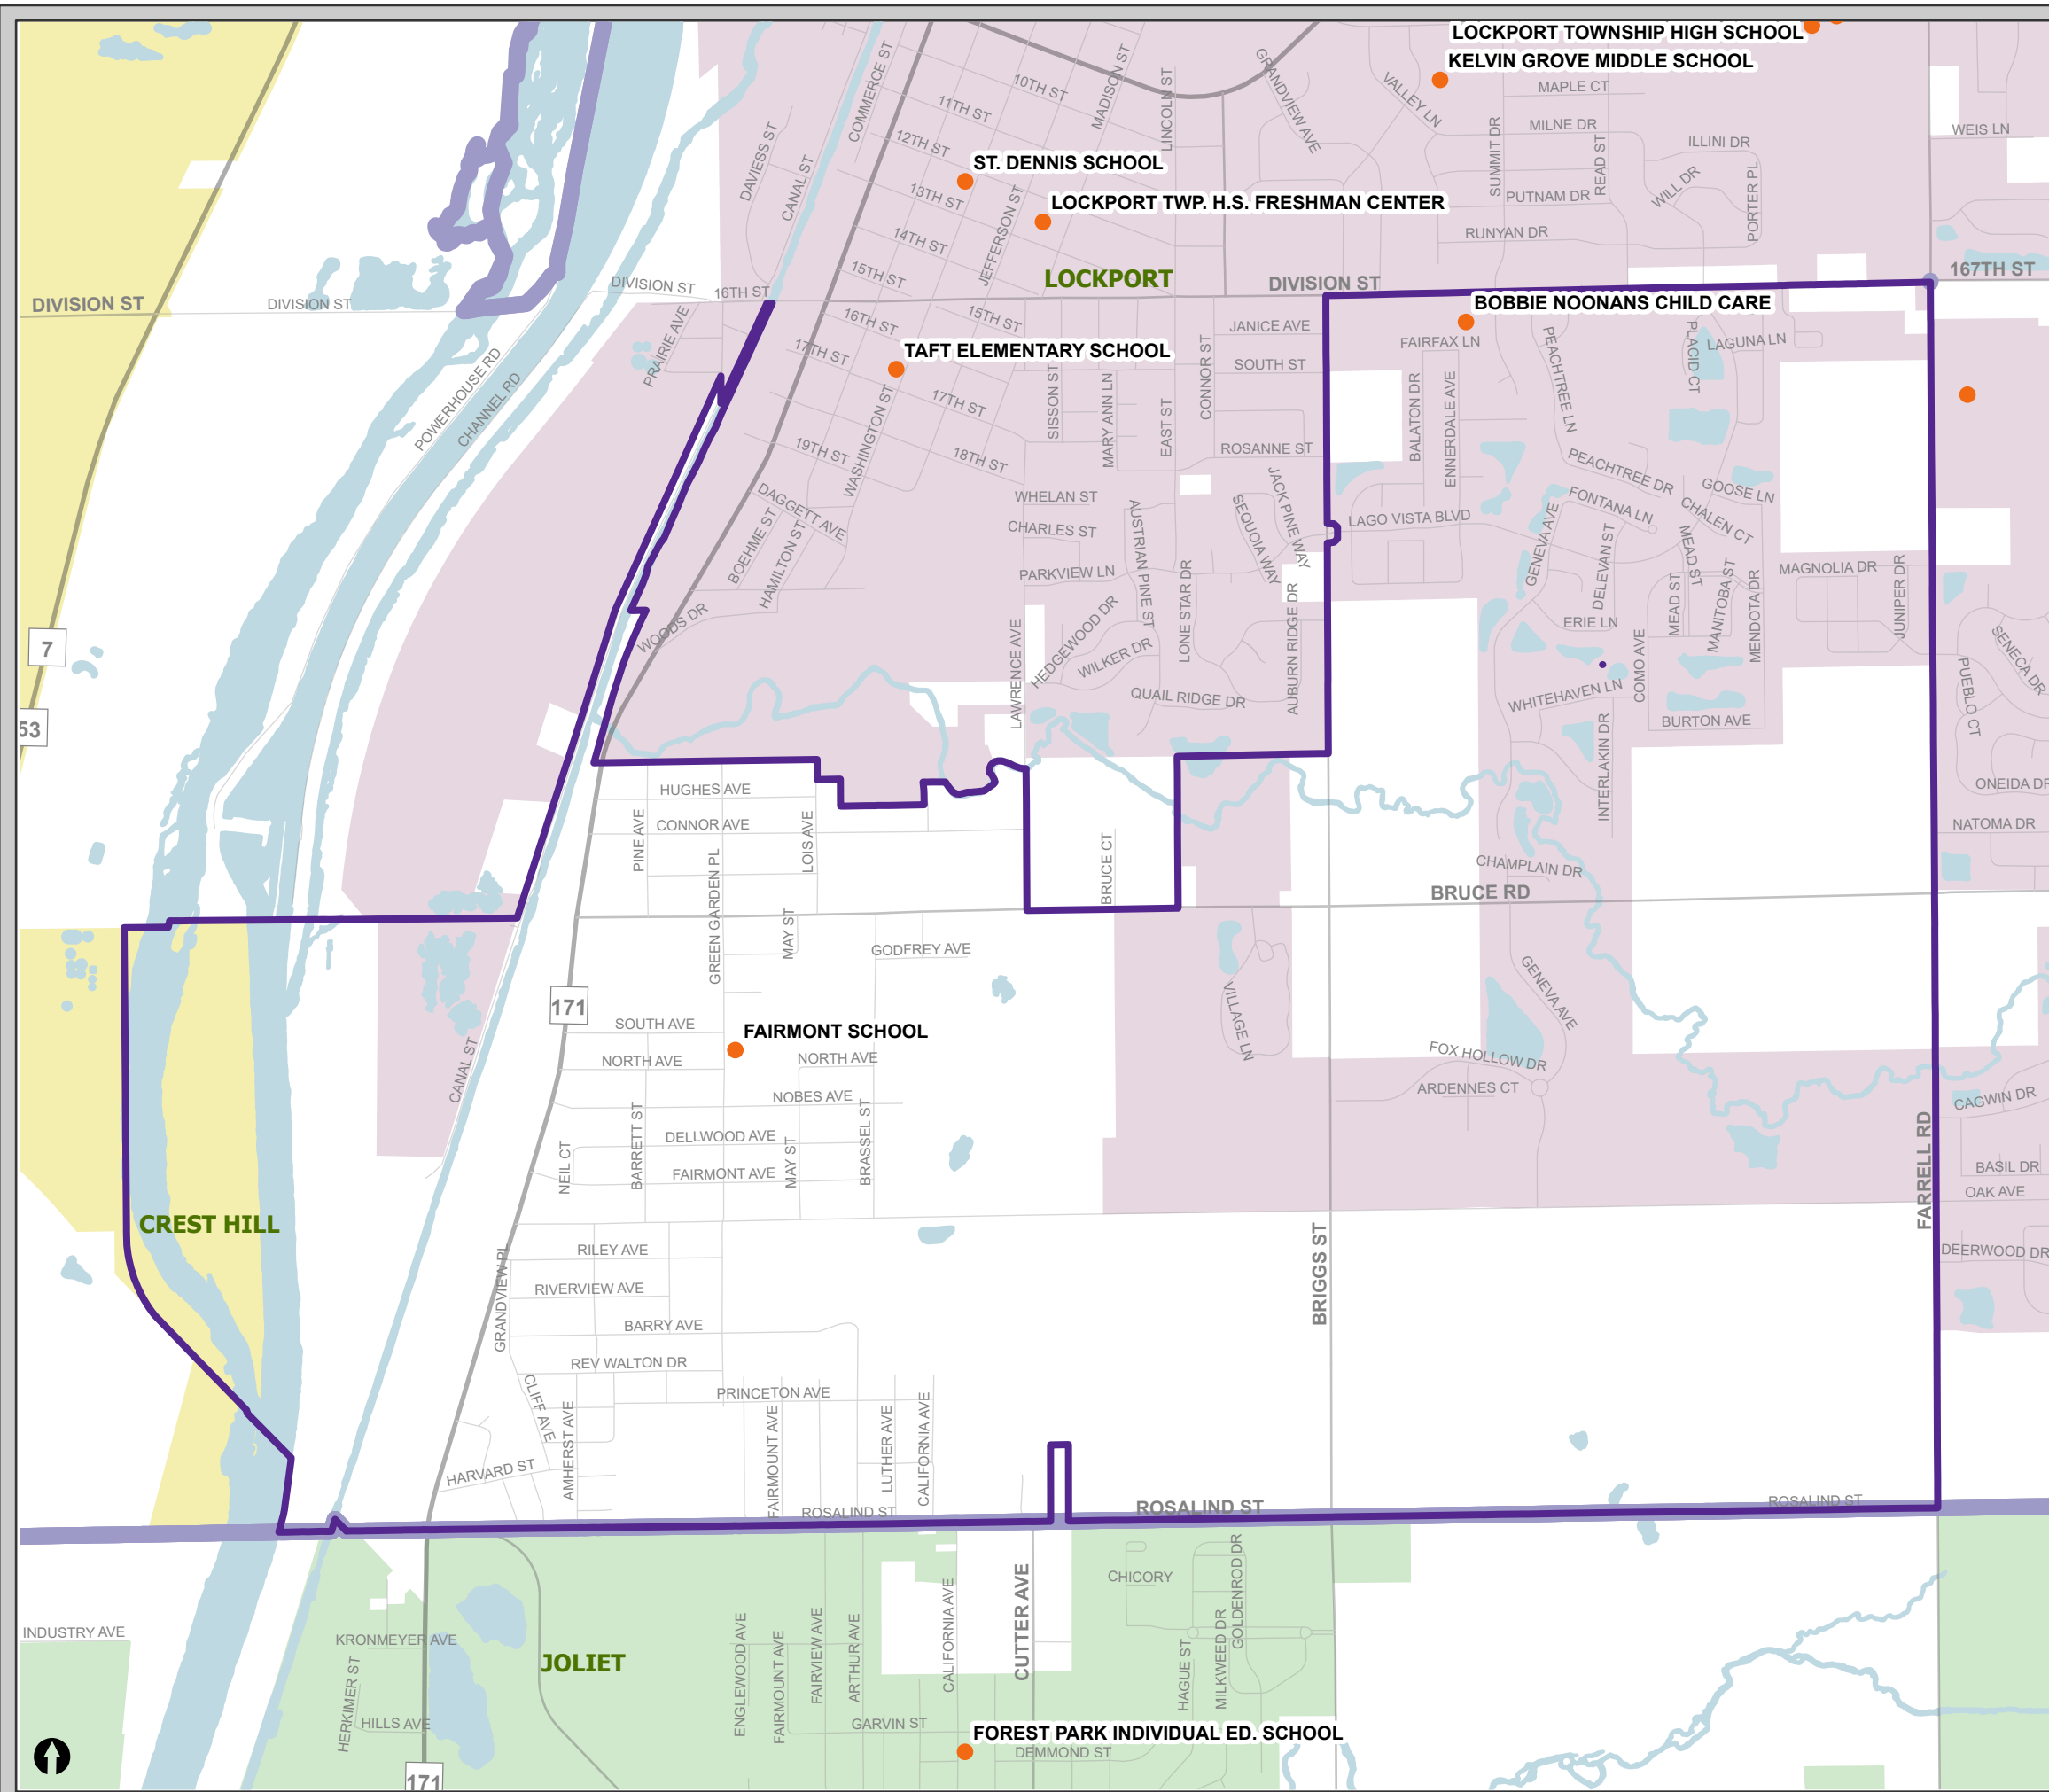 LOCKPORT TOWNSHIP HIGH SCHOOL
KELVIN GROVE MIDDLE SCHOOL
COMMERCE ST
10TH ST
MADISON ST
LINCOLN ST
GRANDVIEW AVE
VALLEY LN
MAPLE CT
11TH ST
12TH ST
MILNE DR
SUMMIT DR
READ ST
ILLINI DR
WEIS LN
DAVIESS ST
CANAL ST
ST. DENNIS SCHOOL
13TH ST
JEFFERSON ST
LOCKPORT TWP. H.S. FRESHMAN CENTER
PUTNAM DR
WILL DR
PORTER PL
14TH ST
RUNYAN DR
15TH ST
LOCKPORT
DIVISION ST
167TH ST
DIVISION ST
DIVISION ST
DIVISION ST
16TH ST
BOBBIE NOONANS CHILD CARE
PRAIRIE AVE
16TH ST
15TH ST
JANICE AVE
FAIRFAX LN
PEACHTREE LN
PLACID CT
LAGUNA LN
POWERHOUSE RD
CHANNEL RD
17TH ST
TAFT ELEMENTARY SCHOOL
CONNOR ST
SOUTH ST
SISSON ST
MARY ANN LN
EAST ST
BALATON DR
ENNERDALE AVE
WASHINGTON ST
17TH ST
19TH ST
18TH ST
ROSANNE ST
PEACHTREE DR
GOOSE LN
DAGGETT AVE
WHELAN ST
JACK PINE WAY
SEQUOIA WAY
FONTANA LN
CHALEN CT
BOEHME ST
HAMILTON ST
CHARLES ST
AUSTRIAN PINE ST
LAGO VISTA BLVD
GENEVA AVE
DELEVAN ST
MEAD ST
PARKVIEW LN
LONE STAR DR
AUBURN RIDGE DR
MEAD ST
MANITOBA ST
MENDOTA DR
MAGNOLIA DR
JUNIPER DR
7
WOODS DR
LAWRENCE AVE
HEDGEWOOD DR
WILKER DR
ERIE LN
COMO AVE
SENECA DR
PUEBLO CT
53
QUAIL RIDGE DR
WHITEHAVEN LN
INTERLAKIN DR
BURTON AVE
HUGHES AVE
ONEIDA DR
PINE AVE
CONNOR AVE
LOIS AVE
NATOMA DR
GREEN GARDEN PL
BRUCE CT
CHAMPLAIN DR
BRUCE RD
MAY ST
GODFREY AVE
GENEVA AVE
VILLAGE LN
171
SOUTH AVE
FAIRMONT SCHOOL
NORTH AVE
NORTH AVE
FOX HOLLOW DR
CANAL ST
NOBES AVE
ARDENNES CT
CAGWIN DR
BARRETT ST
DELLWOOD AVE
MAY ST
BRASSEL ST
FARRELL RD
NEIL CT
FAIRMONT AVE
BASIL DR
OAK AVE
CREST HILL
GRANDVIEW PL
RILEY AVE
BRIGGS ST
DEERWOOD DR
RIVERVIEW AVE
BARRY AVE
REV WALTON DR
CLIFF AVE
PRINCETON AVE
AMHERST AVE
FAIRMOUNT AVE
LUTHER AVE
CALIFORNIA AVE
HARVARD ST
ROSALIND ST
ROSALIND ST
ROSALIND ST
CHICORY
GOLDENROD DR
CUTTER AVE
INDUSTRY AVE
KRONMEYER AVE
JOLIET
ENGLEWOOD AVE
FAIRMOUNT AVE
FAIRVIEW AVE
ARTHUR AVE
CALIFORNIA AVE
HAGUE ST
MILKWEED DR
HERKIMER ST
HILLS AVE
GARVIN ST
FOREST PARK INDIVIDUAL ED. SCHOOL
DEMMOND ST
171